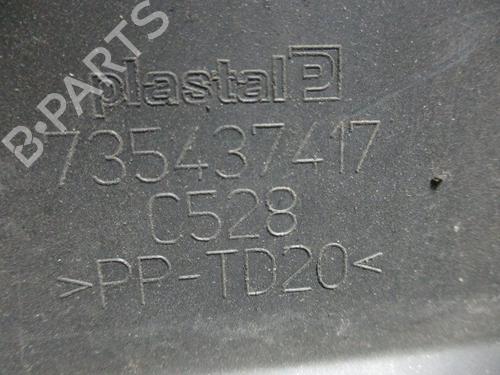 B·PARTS
plastal
735437417
C528
>PP-TD20<